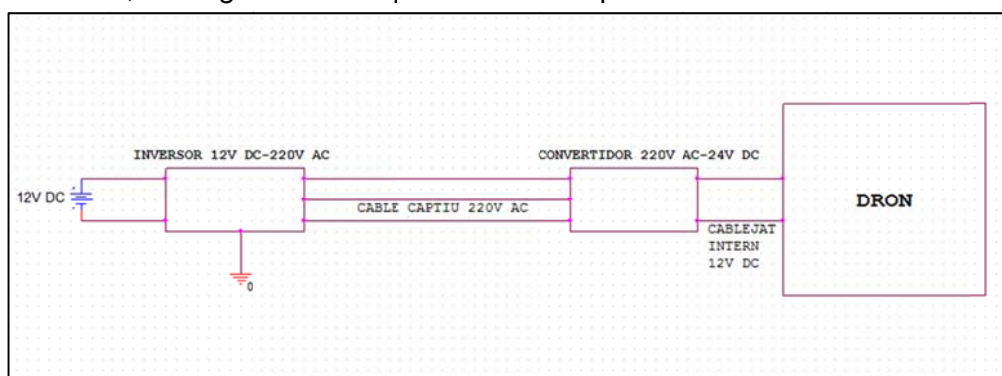 INVERSOR 12V DC-220V AC
CONVERTIDOR 220V AC-24V DC
12V DC
CABLE CAPTIU 220V AC
DRON
CABLEJAT
INTERN
12V DC
0